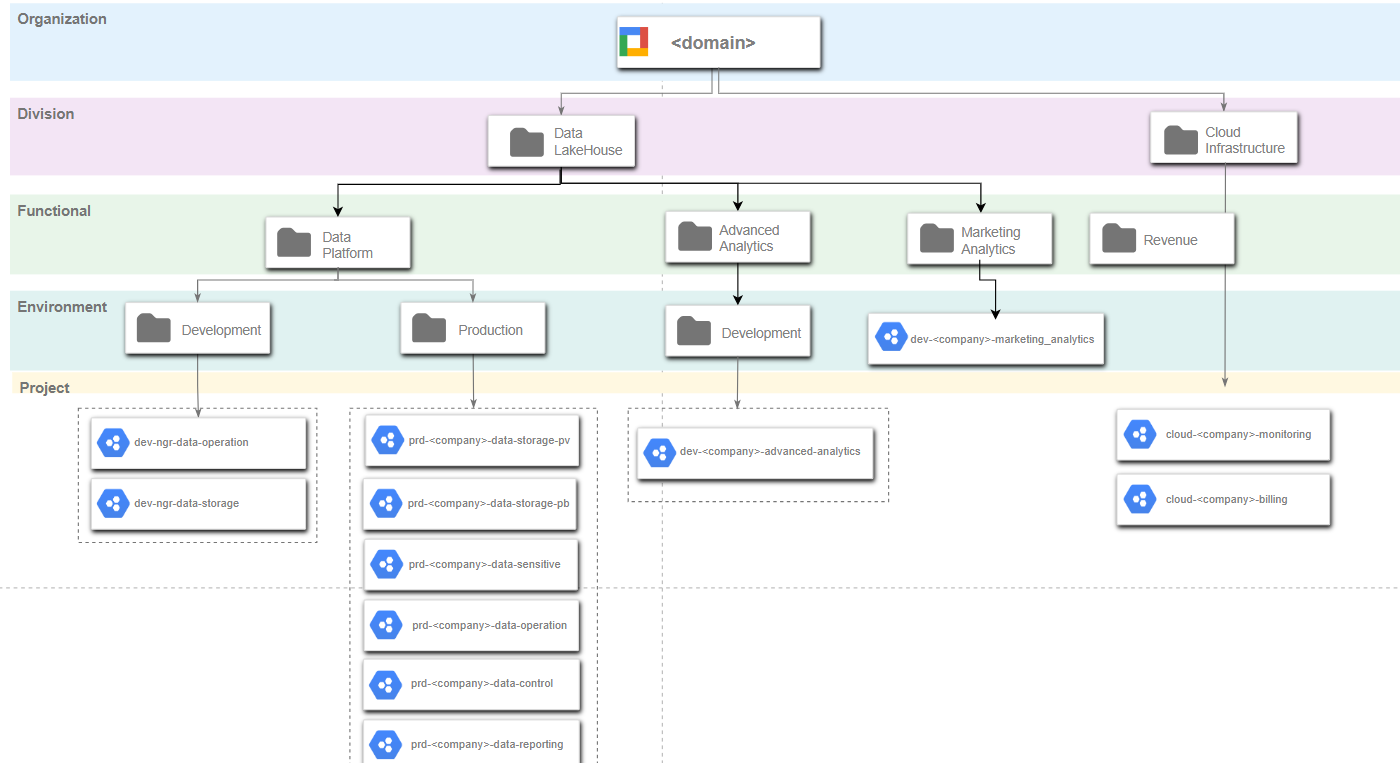 Organization
<domain>
Division
Data
LakeHouse
Cloud
Infrastructure
Functional
Data
Platform
Advanced
Analytics
Marketing
Analytics
Revenue
Environment
Development
Production
Development
dev-<company>-marketing_analytics
Project
dev-ngr-data-operation
dev-ngr-data-storage
prd-<company>-data-storage-pv
prd-<company>-data-storage-pb
prd-<company>-data-sensitive
prd-<company>-data-operation
prd-<company>-data-control
prd-<company>-data-reporting
dev-<company>-advanced-analytics
cloud-<company>-monitoring
cloud-<company>-billing